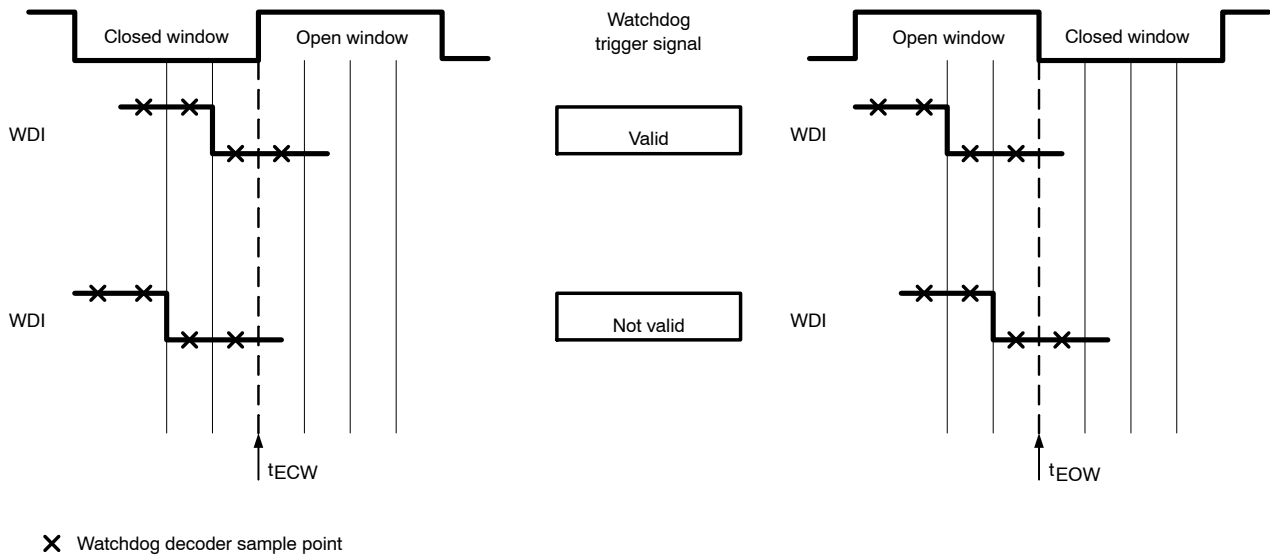 Closed window
Open window
Watchdog
trigger signal
Open window
Closed window
WDI
Valid
WDI
WDI
Not valid
WDI
tECW
tEOW
Watchdog decoder sample point